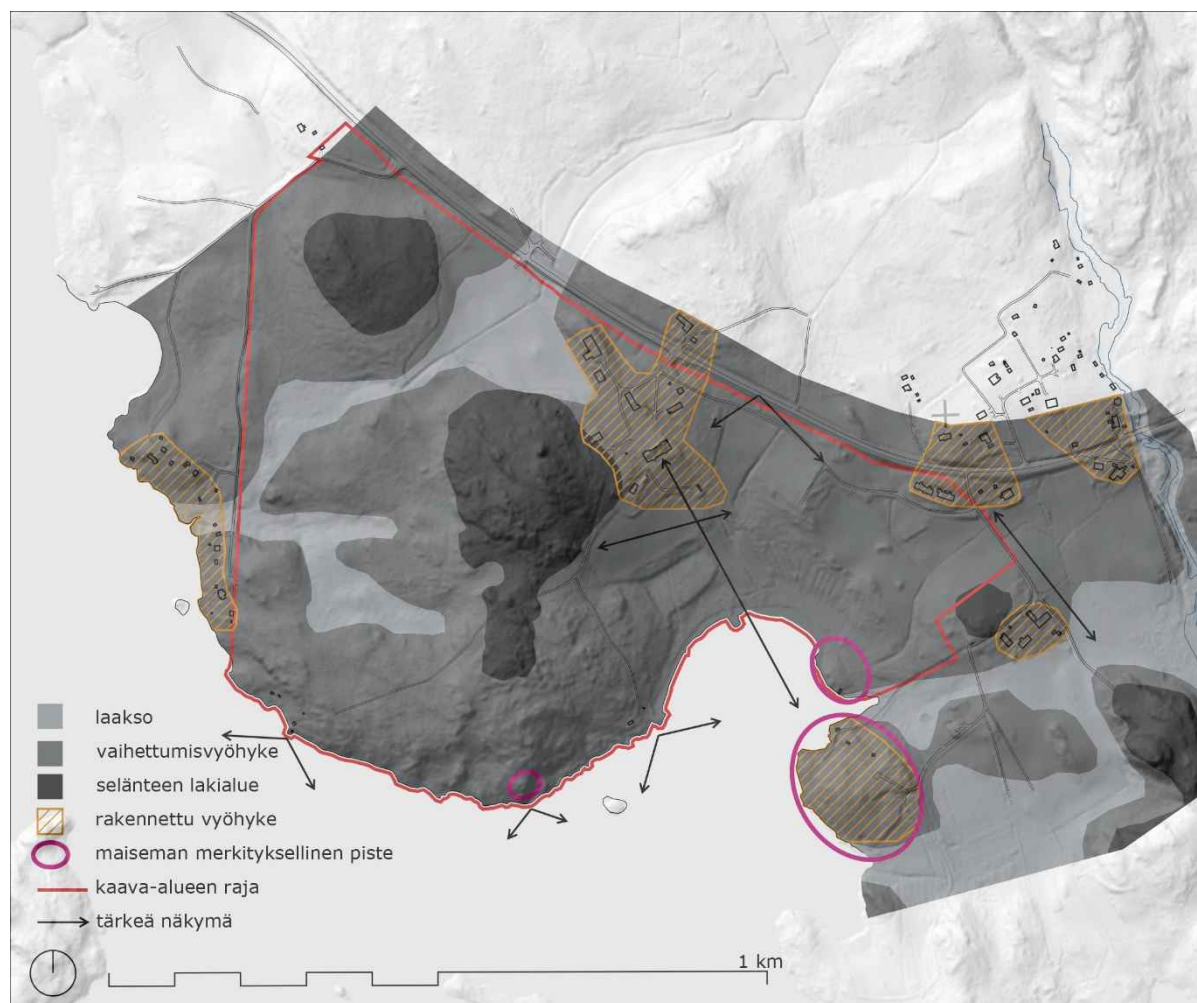 laakso
vaihettumisvyöhyke
selänteen lakialue
rakennettu vyöhyke
maiseman merkityksellinen piste
kaava-alueen raja
tärkeä näkymä
1 km